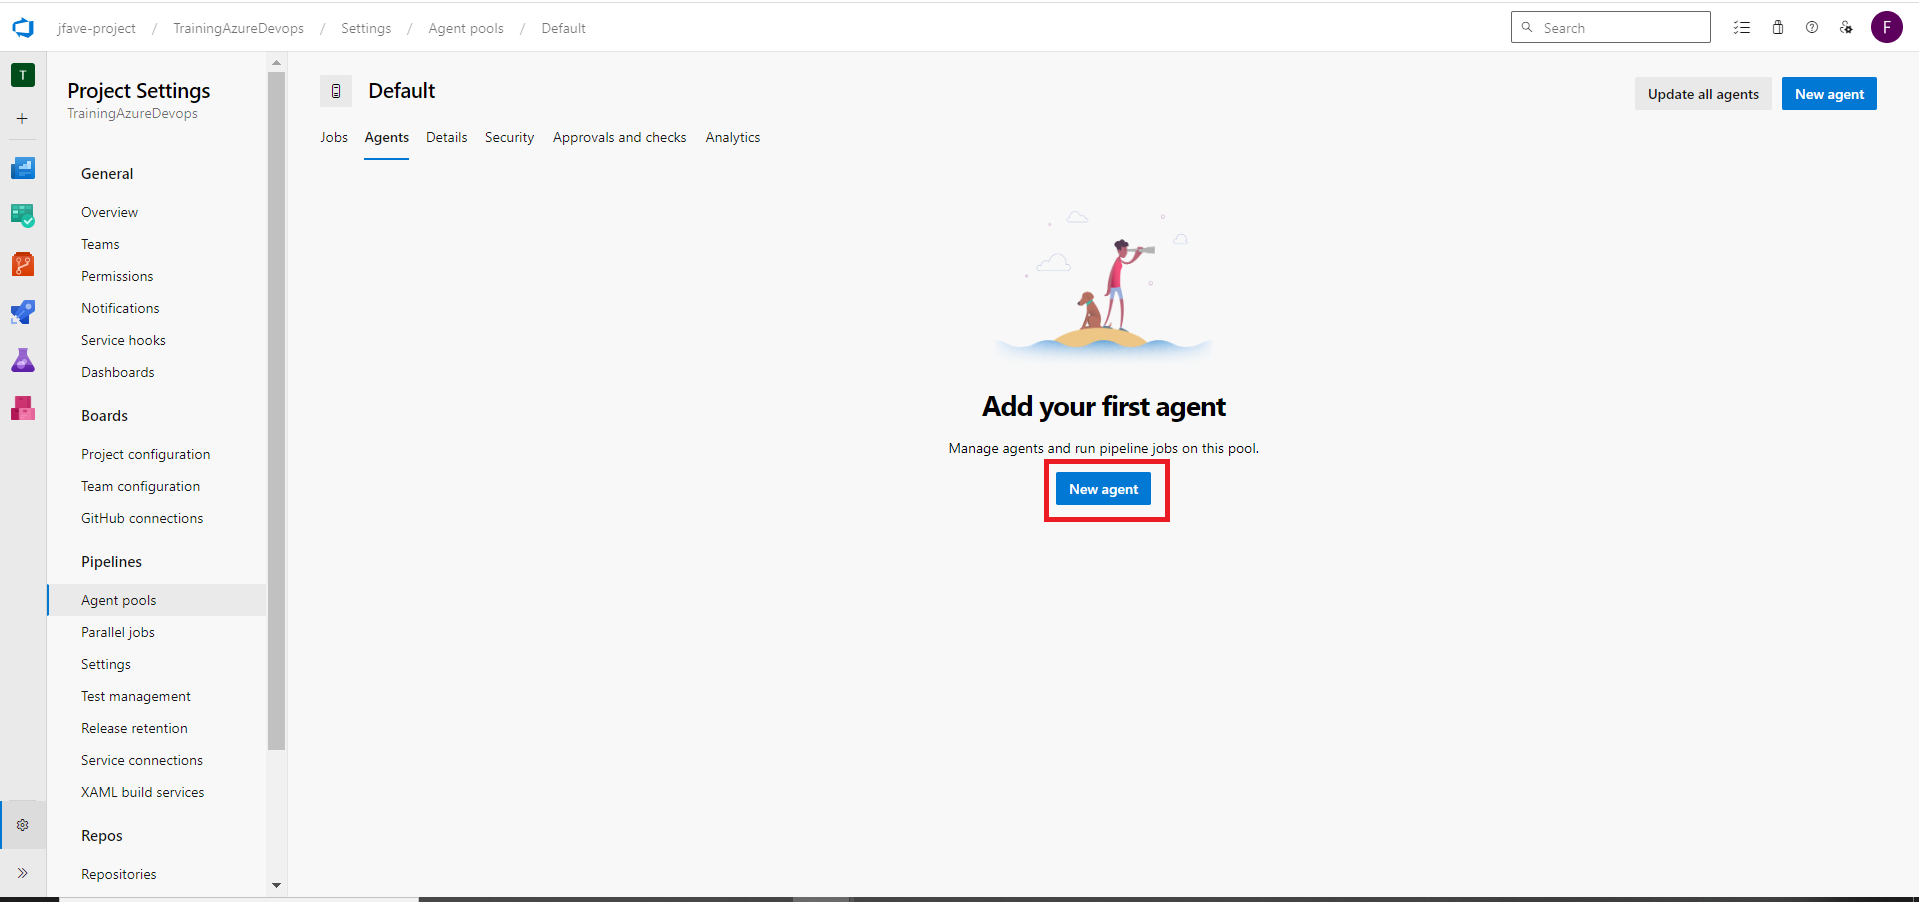 jfave-project / TrainingAzureDevops / Settings / Agent pools / Default
Search
F
T
Project Settings
TrainingAzureDevops
General
Overview
Teams
Permissions
Notifications
Service hooks
Dashboards
Boards
Project configuration
Team configuration
GitHub connections
Pipelines
Agent pools
Parallel jobs
Settings
Test management
Release retention
Service connections
XAML build services
Repos
Repositories
Default
Update all agents
New agent
Jobs Agents Details Security Approvals and checks Analytics
Add your first agent
Manage agents and run pipeline jobs on this pool.
New agent